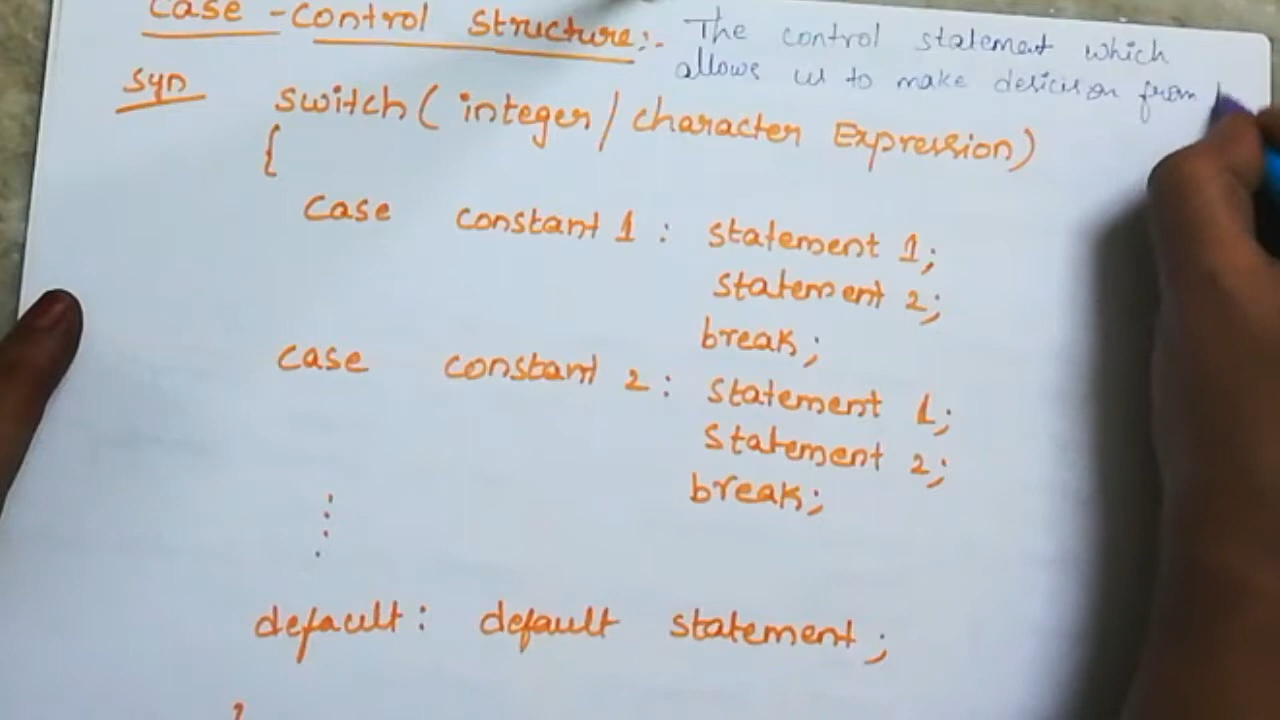 Case - Control Structure:-
The control statement which
allows us to make desicison from
Syn
switch( integer / character Expression)
{
case constant 1 : statement 1;
statement 2;
break;
case constant 2 : statement 1;
statement 2;
break;
default : default statement ;